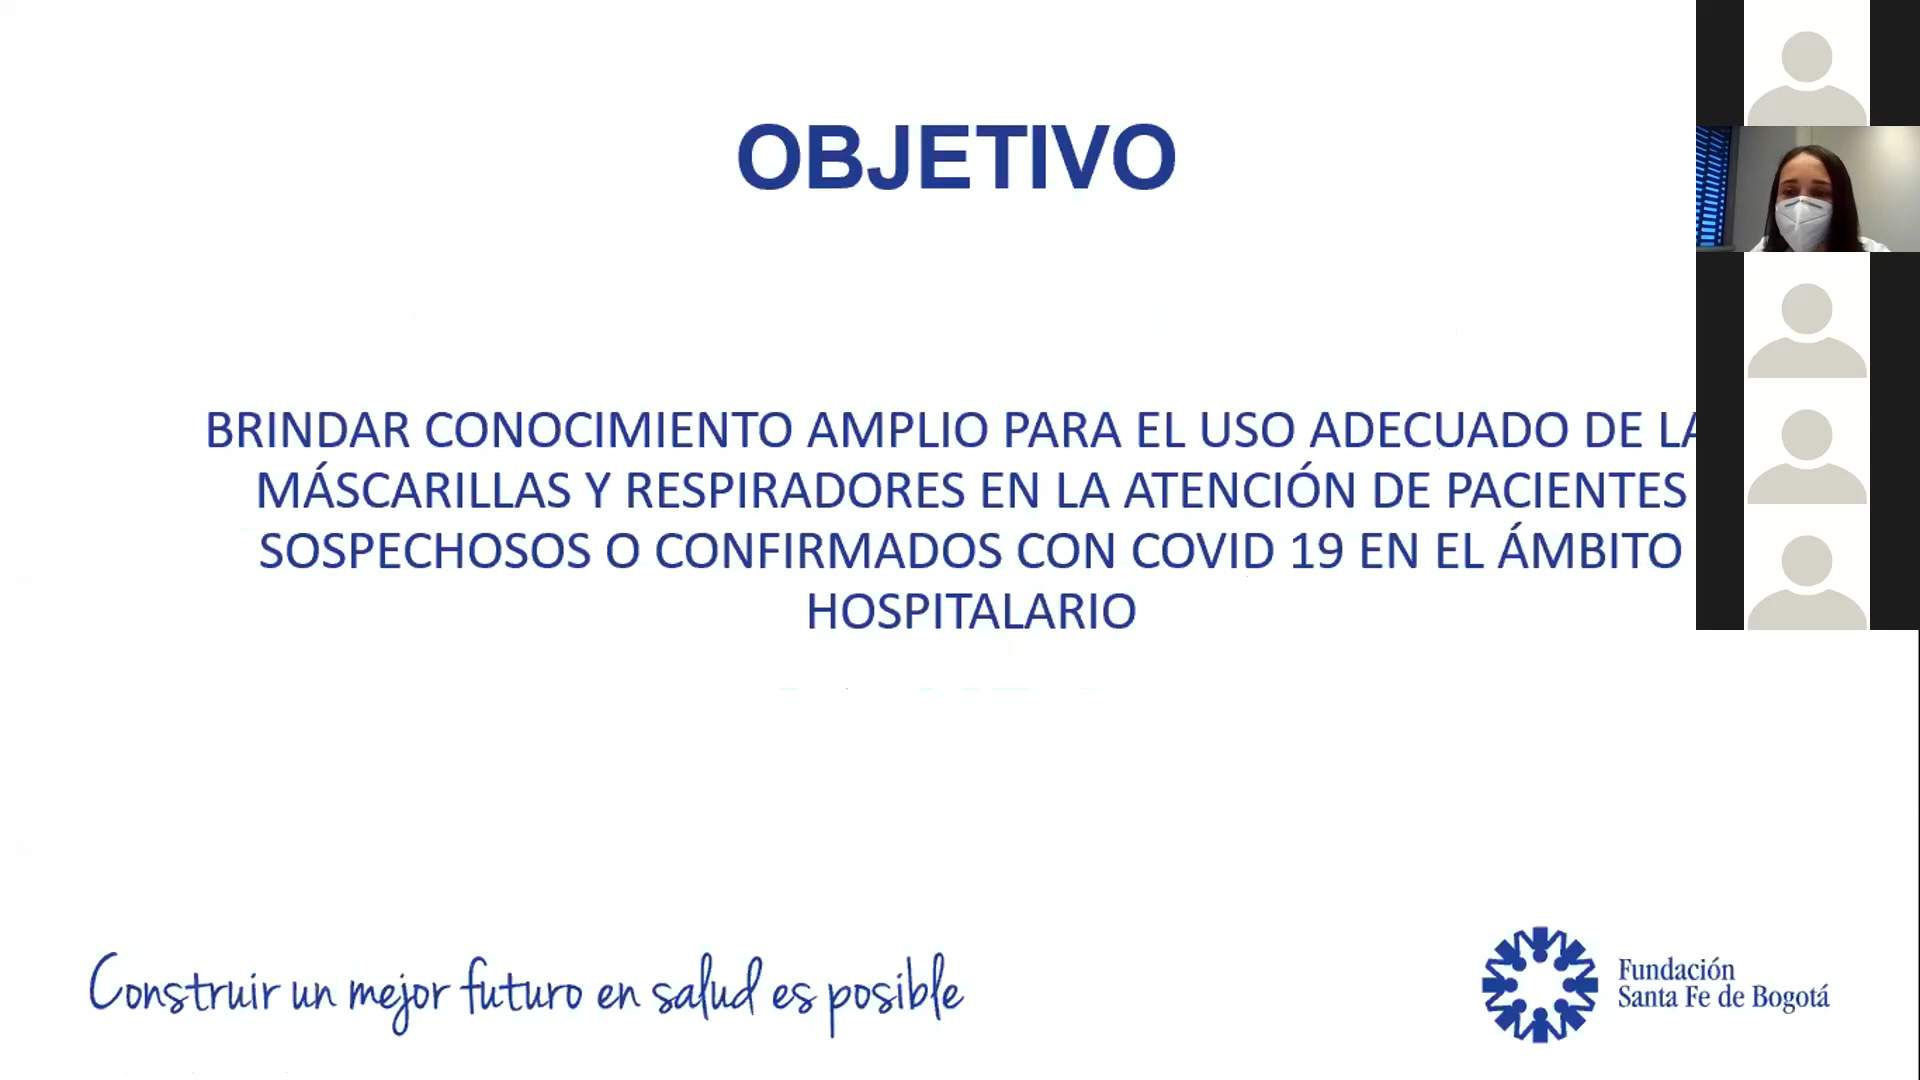 OBJETIVO
BRINDAR CONOCIMIENTO AMPLIO PARA EL USO ADECUADO DE LA
MÁSCARILLAS Y RESPIRADORES EN LA ATENCIÓN DE PACIENTES
SOSPECHOSOS O CONFIRMADOS CON COVID 19 EN EL ÁMBITO
HOSPITALARIO
Construir un mejor futuro en salud es posible
Fundación
Santa Fe de Bogotá